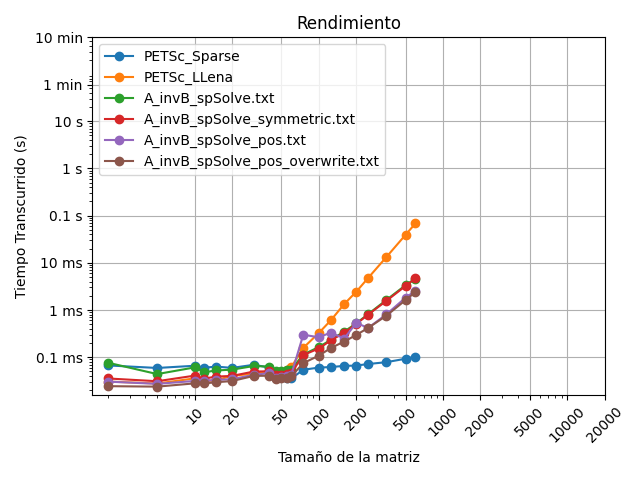 Rendimiento
Tiempo Transcurrido (s)
10 min
1 min
10 s
1 s
0.1 s
10 ms
1 ms
0.1 ms
PETSc_Sparse
PETSc_LLena
A_invB_spSolve.txt
A_invB_spSolve_symmetric.txt
A_invB_spSolve_pos.txt
A_invB_spSolve_pos_overwrite.txt
10
20
50
100
200
500
1000
2000
5000
10000
20000
Tamaño de la matriz